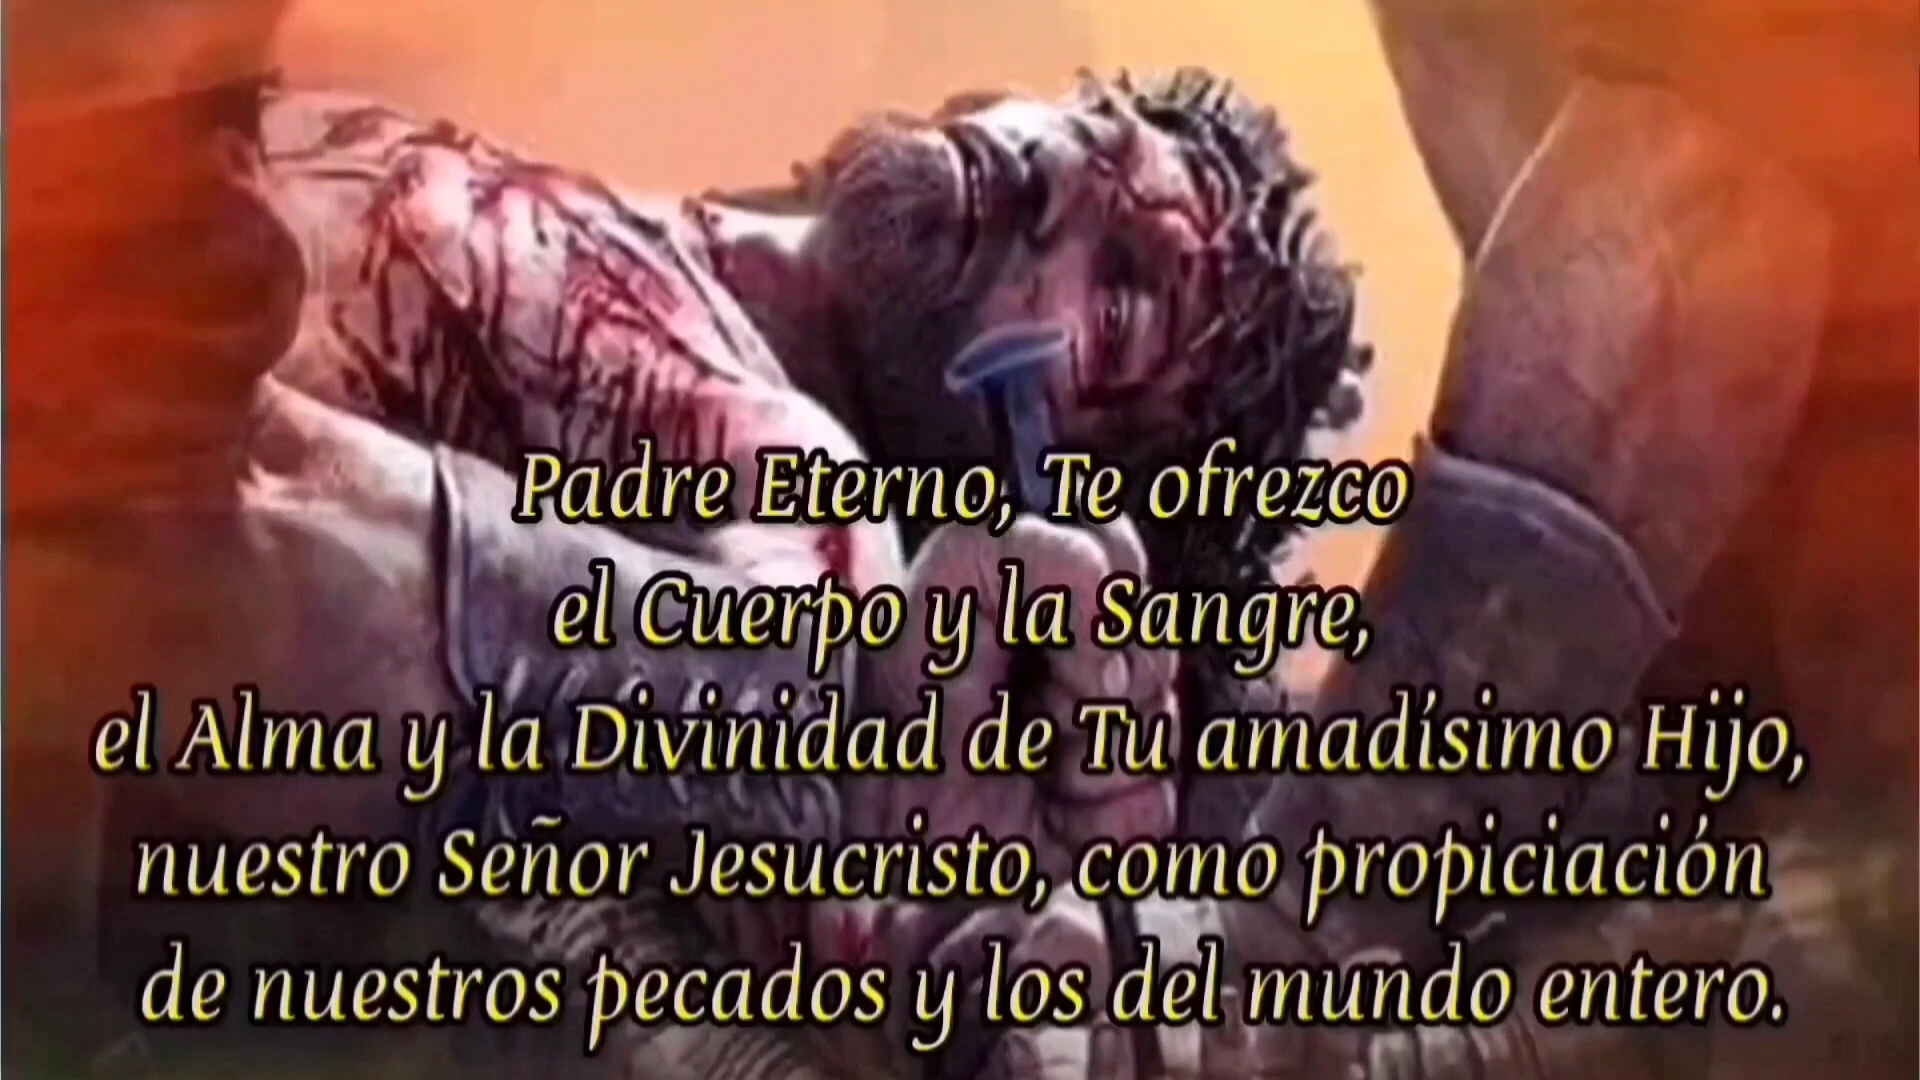 Padre Eterno, Te ofrezco
el Cuerpo y la Sangre,
el Alma y la Divinidad de Tu amadísimo Hijo,
nuestro Señor Jesucristo, como propiciación
de nuestros pecados y los del mundo entero.